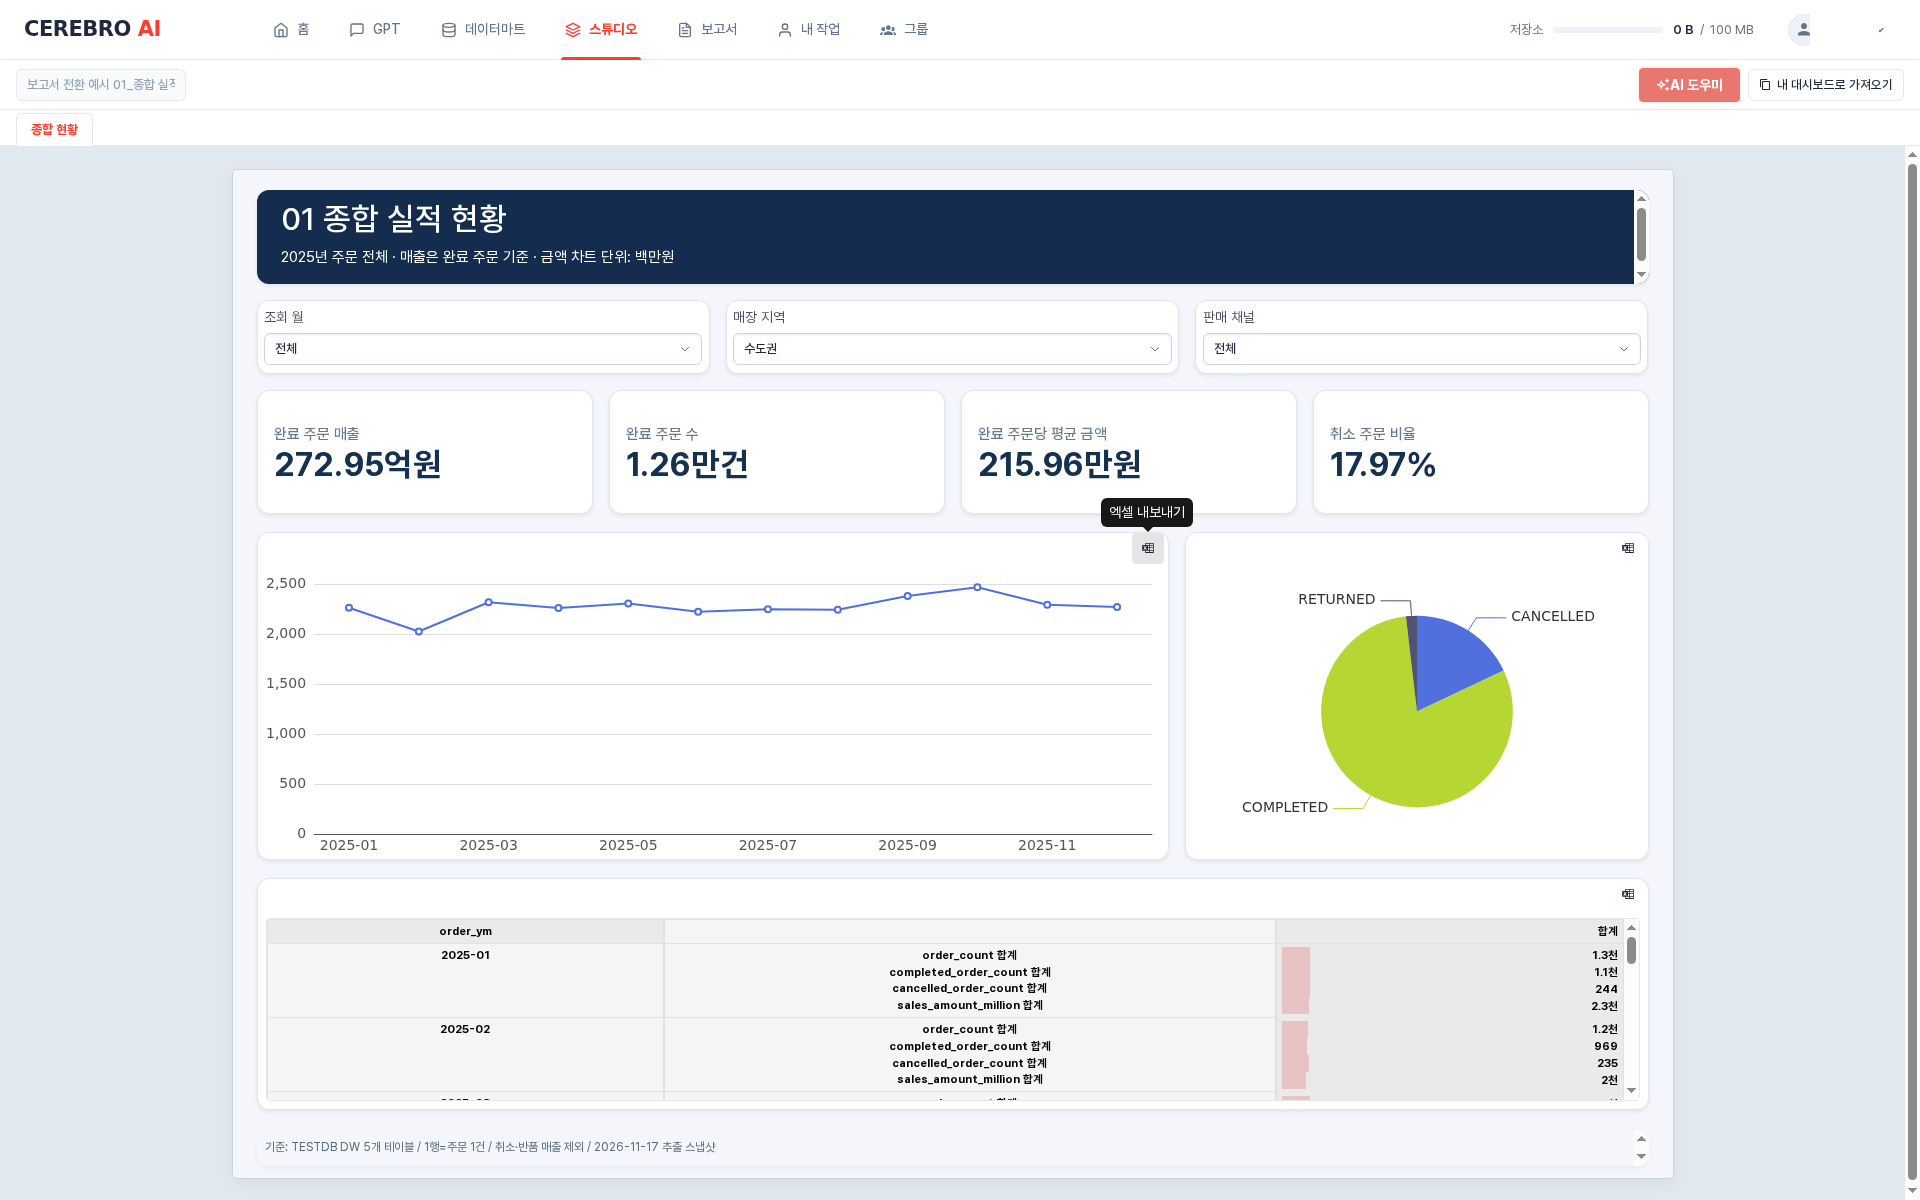 CEREBRO AI
홈
GPT
데이터마트
스튜디오
보고서
내 작업
그룹
저장소
0 B / 100 MB
보고서 전환 예시 01_종합 실적
AI 도우미
내 대시보드로 가져오기
종합 현황
01 종합 실적 현황
2025년 주문 전체 · 매출은 완료 주문 기준 · 금액 차트 단위: 백만원
조회 월
전체
매장 지역
수도권
판매 채널
전체
완료 주문 매출
272.95억원
완료 주문 수
1.26만건
완료 주문당 평균 금액
215.96만원
취소 주문 비율
17.97%
엑셀 내보내기
2,500
2,000
1,500
1,000
500
0
2025-01
2025-03
2025-05
2025-07
2025-09
2025-11
RETURNED
CANCELLED
COMPLETED
order_ym
합계
2025-01
order_count 합계
1.3천
completed_order_count 합계
1.1천
cancelled_order_count 합계
244
sales_amount_million 합계
2.3천
2025-02
order_count 합계
1.2천
completed_order_count 합계
969
cancelled_order_count 합계
235
sales_amount_million 합계
2천
기준: TESTDB DW 5개 테이블 / 1행=주문 1건 / 취소·반품 매출 제외 / 2026-11-17 추출 스냅샷